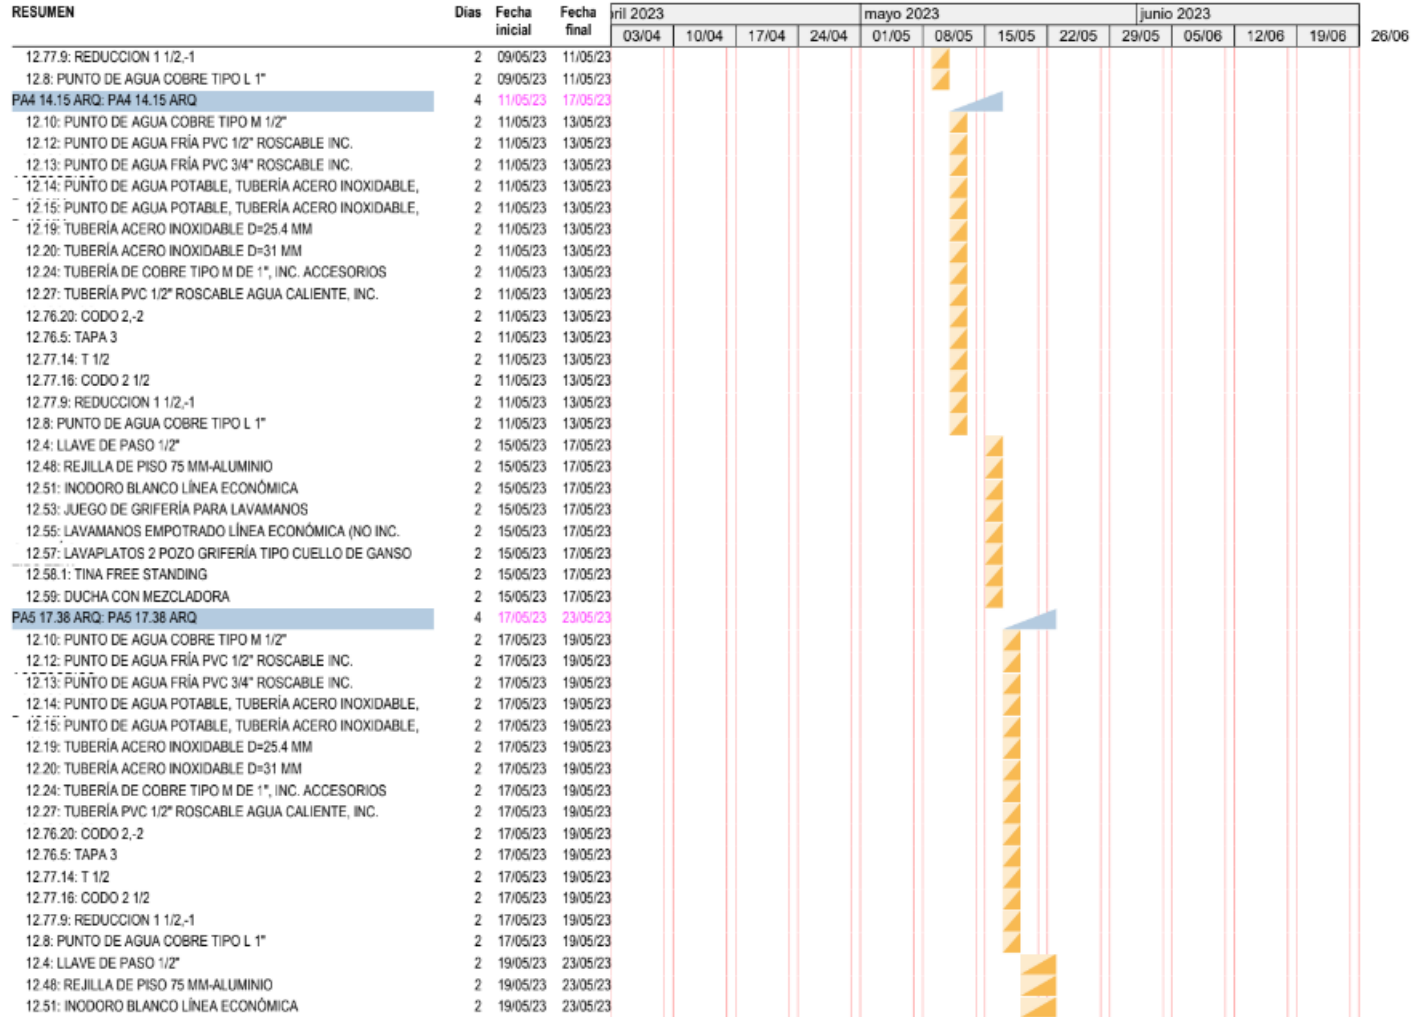 RESUMEN Días Fecha inicial Fecha final ril 2023 mayo 2023 junio 2023
03/04 10/04 17/04 24/04 01/05 08/05 15/05 22/05 29/05 05/06 12/06 19/06 26/06
12.77.9: REDUCCION 1 1/2,-1 2 09/05/23 11/05/23
12.8: PUNTO DE AGUA COBRE TIPO L 1" 2 09/05/23 11/05/23
PA4 14.15 ARQ: PA4 14.15 ARQ 4 11/05/23 17/05/23
12.10: PUNTO DE AGUA COBRE TIPO M 1/2" 2 11/05/23 13/05/23
12.12: PUNTO DE AGUA FRÍA PVC 1/2" ROSCABLE INC. 2 11/05/23 13/05/23
12.13: PUNTO DE AGUA FRÍA PVC 3/4" ROSCABLE INC. 2 11/05/23 13/05/23
12.14: PUNTO DE AGUA POTABLE, TUBERÍA ACERO INOXIDABLE, 2 11/05/23 13/05/23
12.15: PUNTO DE AGUA POTABLE, TUBERÍA ACERO INOXIDABLE, 2 11/05/23 13/05/23
12.19: TUBERÍA ACERO INOXIDABLE D=25.4 MM 2 11/05/23 13/05/23
12.20: TUBERÍA ACERO INOXIDABLE D=31 MM 2 11/05/23 13/05/23
12.24: TUBERÍA DE COBRE TIPO M DE 1", INC. ACCESORIOS 2 11/05/23 13/05/23
12.27: TUBERÍA PVC 1/2" ROSCABLE AGUA CALIENTE, INC. 2 11/05/23 13/05/23
12.76.20: CODO 2,-2 2 11/05/23 13/05/23
12.76.5: TAPA 3 2 11/05/23 13/05/23
12.77.14: T 1/2 2 11/05/23 13/05/23
12.77.16: CODO 2 1/2 2 11/05/23 13/05/23
12.77.9: REDUCCION 1 1/2,-1 2 11/05/23 13/05/23
12.8: PUNTO DE AGUA COBRE TIPO L 1" 2 11/05/23 13/05/23
12.4: LLAVE DE PASO 1/2" 2 15/05/23 17/05/23
12.48: REJILLA DE PISO 75 MM-ALUMINIO 2 15/05/23 17/05/23
12.51: INODORO BLANCO LÍNEA ECONÓMICA 2 15/05/23 17/05/23
12.53: JUEGO DE GRIFERÍA PARA LAVAMANOS 2 15/05/23 17/05/23
12.55: LAVAMANOS EMPOTRADO LÍNEA ECONÓMICA (NO INC. 2 15/05/23 17/05/23
12.57: LAVAPLATOS 2 POZO GRIFERÍA TIPO CUELLO DE GANSO 2 15/05/23 17/05/23
12.58.1: TINA FREE STANDING 2 15/05/23 17/05/23
12.59: DUCHA CON MEZCLADORA 2 15/05/23 17/05/23
PA5 17.38 ARQ: PA5 17.38 ARQ 4 17/05/23 23/05/23
12.10: PUNTO DE AGUA COBRE TIPO M 1/2" 2 17/05/23 19/05/23
12.12: PUNTO DE AGUA FRÍA PVC 1/2" ROSCABLE INC. 2 17/05/23 19/05/23
12.13: PUNTO DE AGUA FRÍA PVC 3/4" ROSCABLE INC. 2 17/05/23 19/05/23
12.14: PUNTO DE AGUA POTABLE, TUBERÍA ACERO INOXIDABLE, 2 17/05/23 19/05/23
12.15: PUNTO DE AGUA POTABLE, TUBERÍA ACERO INOXIDABLE, 2 17/05/23 19/05/23
12.19: TUBERÍA ACERO INOXIDABLE D=25.4 MM 2 17/05/23 19/05/23
12.20: TUBERÍA ACERO INOXIDABLE D=31 MM 2 17/05/23 19/05/23
12.24: TUBERÍA DE COBRE TIPO M DE 1", INC. ACCESORIOS 2 17/05/23 19/05/23
12.27: TUBERÍA PVC 1/2" ROSCABLE AGUA CALIENTE, INC. 2 17/05/23 19/05/23
12.76.20: CODO 2,-2 2 17/05/23 19/05/23
12.76.5: TAPA 3 2 17/05/23 19/05/23
12.77.14: T 1/2 2 17/05/23 19/05/23
12.77.16: CODO 2 1/2 2 17/05/23 19/05/23
12.77.9: REDUCCION 1 1/2,-1 2 17/05/23 19/05/23
12.8: PUNTO DE AGUA COBRE TIPO L 1" 2 17/05/23 19/05/23
12.4: LLAVE DE PASO 1/2" 2 19/05/23 23/05/23
12.48: REJILLA DE PISO 75 MM-ALUMINIO 2 19/05/23 23/05/23
12.51: INODORO BLANCO LÍNEA ECONÓMICA 2 19/05/23 23/05/23